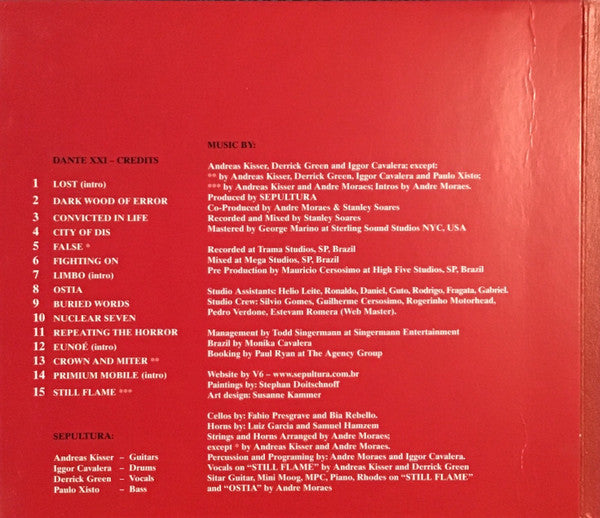 DANTE XXI – CREDITS
1 LOST (intro)
2 DARK WOOD OF ERROR
3 CONVICTED IN LIFE
4 CITY OF DIS
5 FALSE *
6 FIGHTING ON
7 LIMBO (intro)
8 OSTIA
9 BURIED WORDS
10 NUCLEAR SEVEN
11 REPEATING THE HORROR
12 EUNOÉ (intro)
13 CROWN AND MITER **
14 PRIMIUM MOBILE (intro)
15 STILL FLAME ***
SEPULTURA:
Andreas Kisser – Guitars
Iggor Cavalera – Drums
Derrick Green – Vocals
Paulo Xisto – Bass
MUSIC BY:
Andreas Kisser, Derrick Green and Iggor Cavalera; except:
** by Andreas Kisser, Derrick Green, Iggor Cavalera and Paulo Xisto;
*** by Andreas Kisser and Andre Moraes; Intros by Andre Moraes.
Produced by SEPULTURA
Co-Produced by Andre Moraes & Stanley Soares
Recorded and Mixed by Stanley Soares
Mastered by George Marino at Sterling Sound Studios NYC, USA
Recorded at Trama Studios, SP, Brazil
Mixed at Mega Studios, SP, Brazil
Pre Production by Mauricio Cersosimo at High Five Studios, SP, Brazil
Studio Assistants: Helio Leite, Ronaldo, Daniel, Guto, Rodrigo, Fragata, Gabriel.
Studio Crew: Silvio Gomes, Guilherme Cersosimo, Rogerinho Motorhead,
Pedro Verdone, Estevam Romera (Web Master).
Management by Todd Singermann at Singermann Entertainment
Brazil by Monika Cavalera
Booking by Paul Ryan at The Agency Group
Website by V6 – www.sepultura.com.br
Paintings by: Stephan Doitschnoff
Art design: Susanne Kammer
Cellos by: Fabio Presgrave and Bia Rebello.
Horns by: Luiz Garcia and Samuel Hamzem
Strings and Horns Arranged by Andre Moraes;
except * by Andreas Kisser and Andre Moraes.
Percussion and Programing by: Andre Moraes and Iggor Cavalera.
Vocals on “STILL FLAME” by Andreas Kisser and Derrick Green
Sitar Guitar, Mini Moog, MPC, Piano, Rhodes on “STILL FLAME”
and “OSTIA” by Andre Moraes